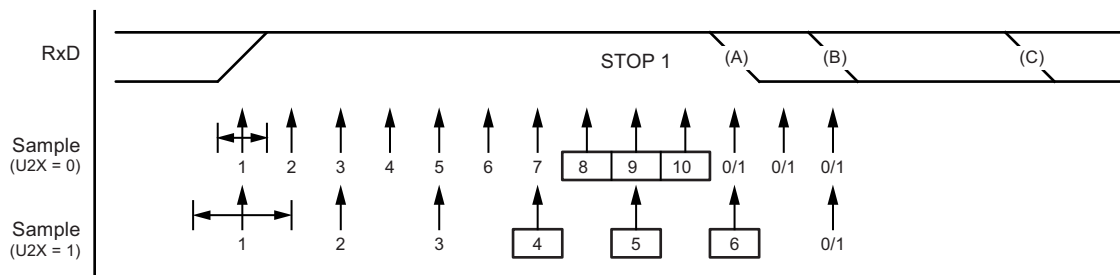 RxD
STOP 1
(A)
(B)
(C)
Sample
(U2X = 0)
1 2 3 4 5 6 7 8 9 10 0/1 0/1 0/1
Sample
(U2X = 1)
1 2 3 4 5 6 0/1